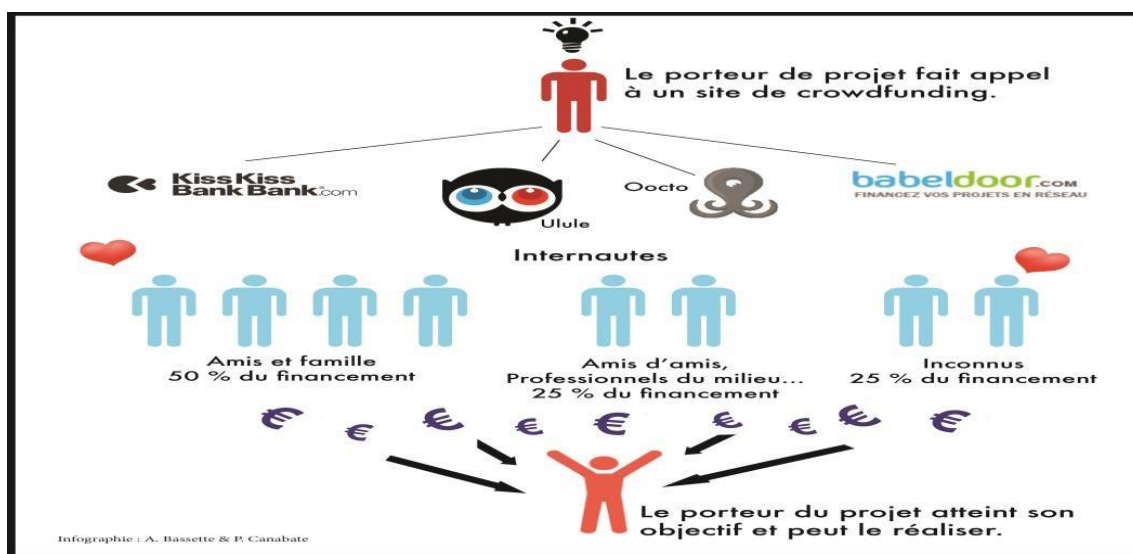 Le porteur de projet fait appel
à un site de crowdfunding.
KissKiss
BankBank.com
Ulule
Oocto
babeldoor.COM
FINANCEZ VOS PROJETS EN RÉSEAU
Internautes
Amis et famille
50 % du financement
Amis d'amis,
Professionnels du milieu...
25 % du financement
Inconnus
25 % du financement
€ € € € € € € € €
Le porteur du projet atteint son
objectif et peut le réaliser.
Infographie : A. Bassette & P. Canabate